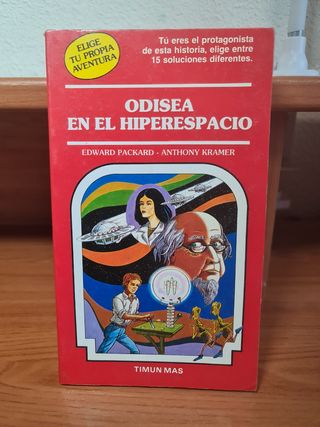 ELIGE
TU PROPIA
AVENTURA
Tú eres el protagonista
de esta historia, elige entre
15 soluciones diferentes.
ODISEA
EN EL HIPERESPACIO
EDWARD PACKARD - ANTHONY KRAMER
TIMUN MAS